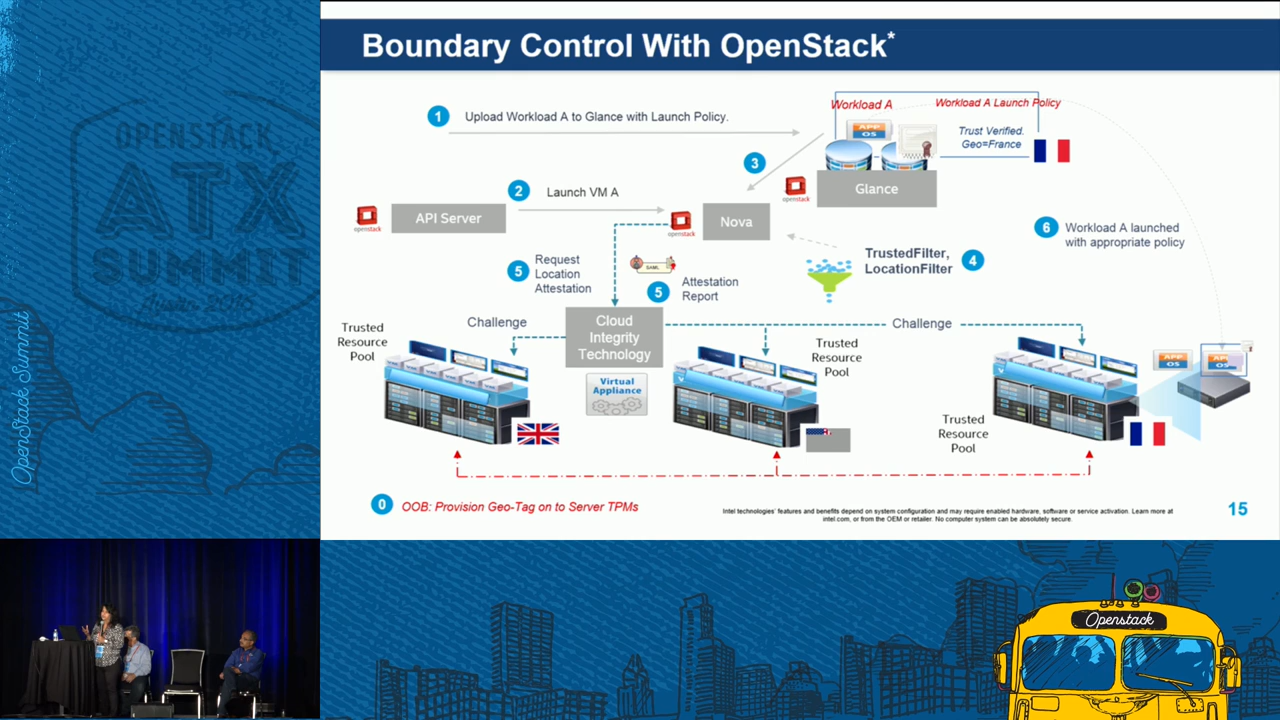 Boundary Control With OpenStack*
1
Upload Workload A to Glance with Launch Policy.
Workload A
Workload A Launch Policy
APP
OS
Trust Verified.
Geo=France
3
openstack
Glance
2
Launch VM A
openstack
API Server
openstack
Nova
6
Workload A launched
with appropriate policy
TrustedFilter,
LocationFilter
4
5
Request
Location
Attestation
SAML
5
Attestation
Report
Trusted
Resource
Pool
Challenge
Cloud
Integrity
Technology
Challenge
Trusted
Resource
Pool
Virtual
Appliance
APP
OS
OS
Trusted
Resource
Pool
0
OOB: Provision Geo-Tag on to Server TPMs
Intel technologies' features and benefits depend on system configuration and may require enabled hardware, software or service activation. Learn more at
intel.com, or from the OEM or retailer. No computer system can be absolutely secure.
15
OPENSTACK
ATX
SUMMIT
Austin
OpenStack Summit
Openstack